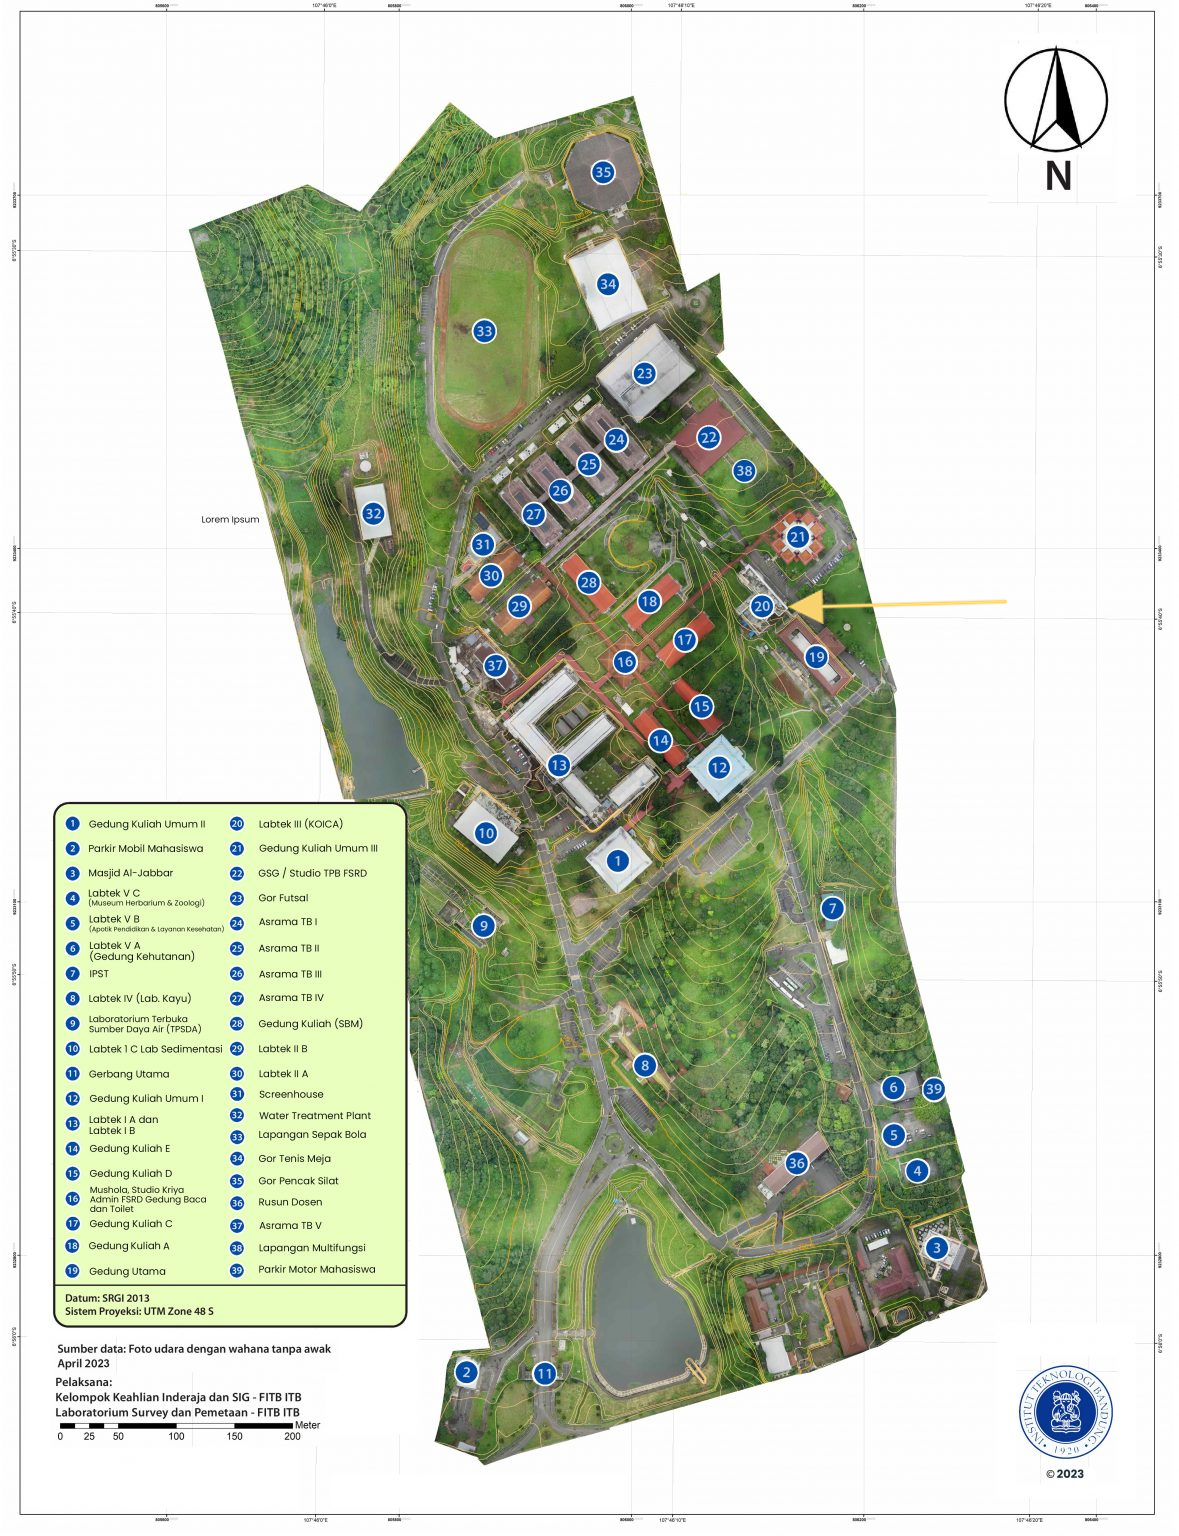 107°46'0"E
107°46'10"E
107°46'20"E
N
35
34
33
23
24
22
25
38
26
32
27
21
31
30
28
29
18
20
Lorem Ipsum
17
19
16
37
15
14
13
12
10
1
7
9
8
6
39
5
36
4
3
2
11
1 Gedung Kuliah Umum II
2 Parkir Mobil Mahasiswa
3 Masjid Al-Jabbar
4 Labtek V C
(Museum Herbarium & Zoologi)
5 Labtek V B
(Apotik Pendidikan & Layanan Kesehatan)
6 Labtek V A
(Gedung Kehutanan)
7 IPST
8 Labtek IV (Lab. Kayu)
9 Laboratorium Terbuka
Sumber Daya Air (TPSDA)
10 Labtek 1 C Lab Sedimentasi
11 Gerbang Utama
12 Gedung Kuliah Umum I
13 Labtek I A dan
Labtek I B
14 Gedung Kuliah E
15 Gedung Kuliah D
16 Mushola, Studio Kriya
Admin FSRD Gedung Baca
dan Toilet
17 Gedung Kuliah C
18 Gedung Kuliah A
19 Gedung Utama
20 Labtek III (KOICA)
21 Gedung Kuliah Umum III
22 GSG / Studio TPB FSRD
23 Gor Futsal
24 Asrama TB I
25 Asrama TB II
26 Asrama TB III
27 Asrama TB IV
28 Gedung Kuliah (SBM)
29 Labtek II B
30 Labtek II A
31 Screenhouse
32 Water Treatment Plant
33 Lapangan Sepak Bola
34 Gor Tenis Meja
35 Gor Pencak Silat
36 Rusun Dosen
37 Asrama TB V
38 Lapangan Multifungsi
39 Parkir Motor Mahasiswa
Datum: SRGI 2013
Sistem Proyeksi: UTM Zone 48 S
Sumber data: Foto udara dengan wahana tanpa awak
April 2023
Pelaksana:
Kelompok Keahlian Inderaja dan SIG - FITB ITB
Laboratorium Survey dan Pemetaan - FITB ITB
Meter
0 25 50 100 150 200
INSTITUT TEKNOLOGI BANDUNG
1920
© 2023
107°46'0"E
107°46'10"E
107°46'20"E